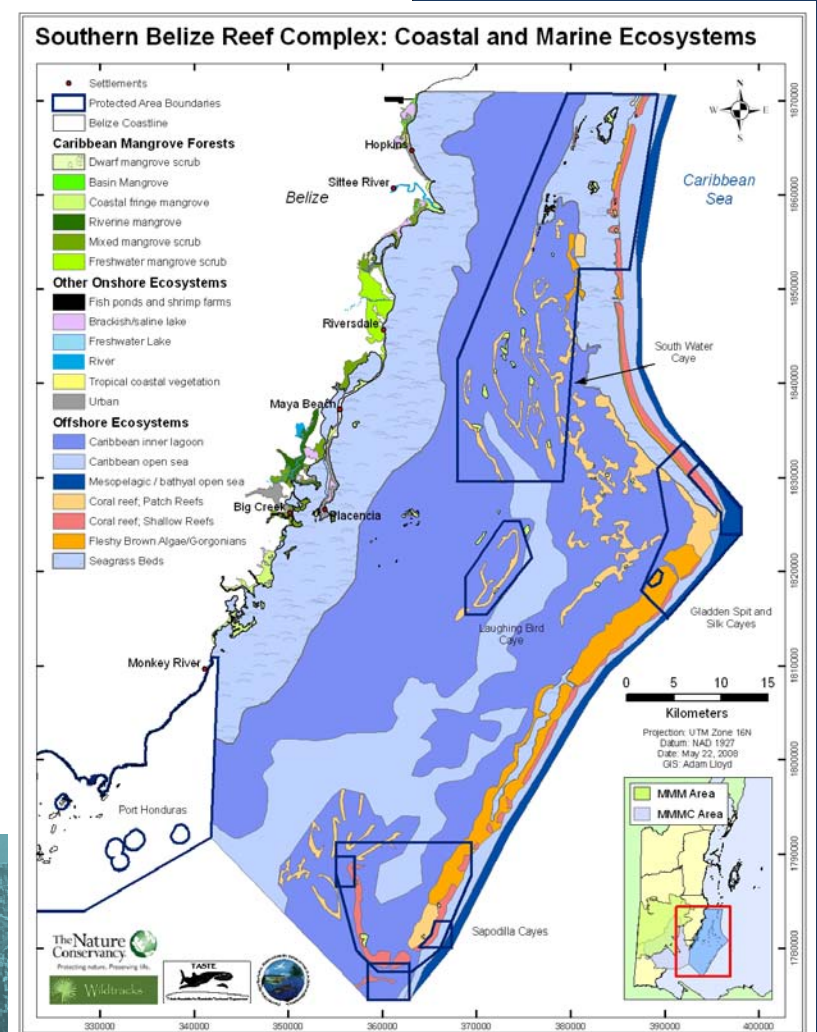 Southern Belize Reef Complex: Coastal and Marine Ecosystems
Settlements
Protected Area Boundaries
Belize Coastline
Caribbean Mangrove Forests
Dwarf mangrove scrub
Basin Mangrove
Coastal fringe mangrove
Riverine mangrove
Mixed mangrove scrub
Freshwater mangrove scrub
Other Onshore Ecosystems
Fish ponds and shrimp farms
Brackish/saline lake
Freshwater Lake
River
Tropical coastal vegetation
Urban
Offshore Ecosystems
Caribbean inner lagoon
Caribbean open sea
Mesopelagic / bathyal open sea
Coral reef, Patch Reefs
Coral reef, Shallow Reefs
Fleshy Brown Algae/Gorgonians
Seagrass Beds
Hopkins
Sittee River
Belize
Riversdale
Maya Beach
Big Creek
Placencia
Monkey River
Port Honduras
N
W
E
S
Caribbean
Sea
South Water
Caye
Laughing Bird
Caye
Gladden Spit and
Silk Cayes
Sapodilla Cayes
0 5 10 15
Kilometers
Projection: UTM Zone 16N
Datum: NAD 1927
Date: May 22, 2008
GIS: Adam Lloyd
MMM Area
MMMC Area
The Nature
Conservancy
Protecting nature. Preserving life.
Wildtracks
TASTE
1870000
1860000
1850000
1840000
1830000
1820000
1810000
1800000
1790000
1780000
330000
340000
350000
360000
370000
380000
390000
400000